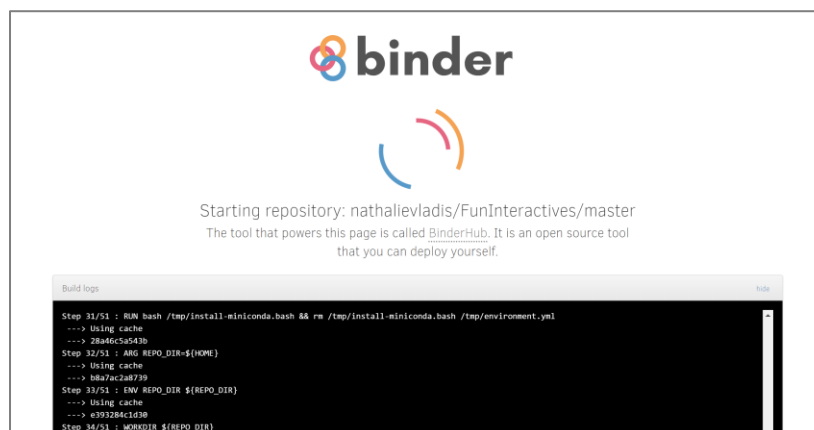 binder
Starting repository: nathalievladis/FunInteractives/master
The tool that powers this page is called BinderHub. It is an open source tool
that you can deploy yourself.
Build logs
hide
Step 31/51 : RUN bash /tmp/install-miniconda.bash && rm /tmp/install-miniconda.bash /tmp/environment.yml
---> Using cache
---> 28a46c5a543b
Step 32/51 : ARG REPO_DIR=${HOME}
---> Using cache
---> b8a7ac2a8739
Step 33/51 : ENV REPO_DIR ${REPO_DIR}
---> Using cache
---> e393284c1d30
Step 34/51 : WORKDIR ${REPO_DIR}